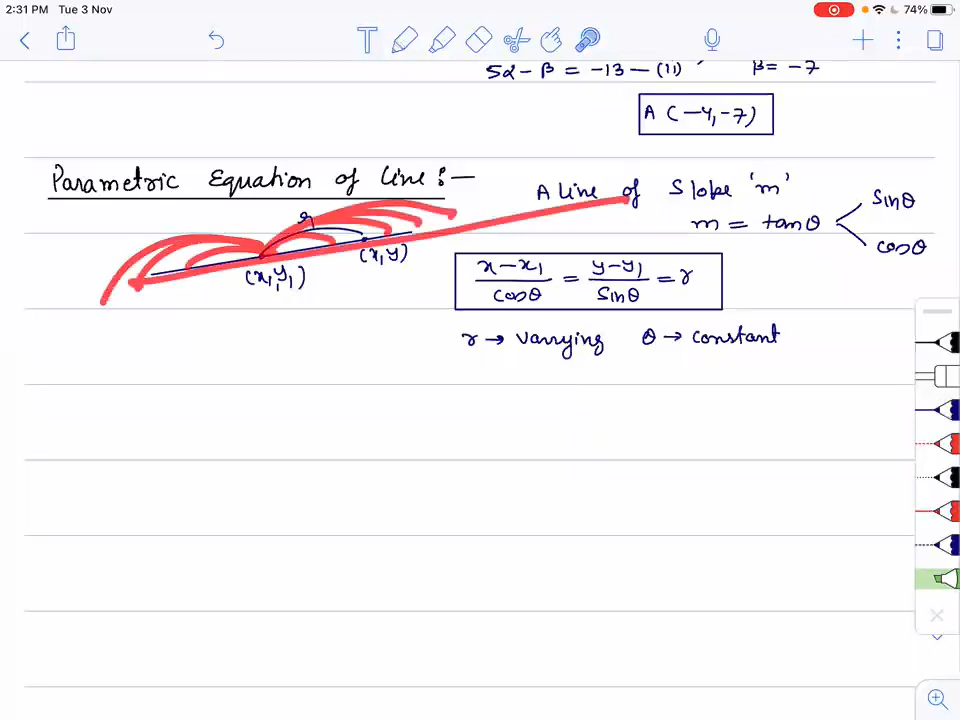 2:31 PM Tue 3 Nov
74%
5α - β = -13 — (11)
β = -7
A (-4, -7)
Parametric Equation of Line :-
A Line of Slope 'm'
m = tanθ
sinθ
cosθ
r
(x, y)
(x1, y1)
x-x1/cosθ = y-y1/sinθ = r
r → varrying θ → constant